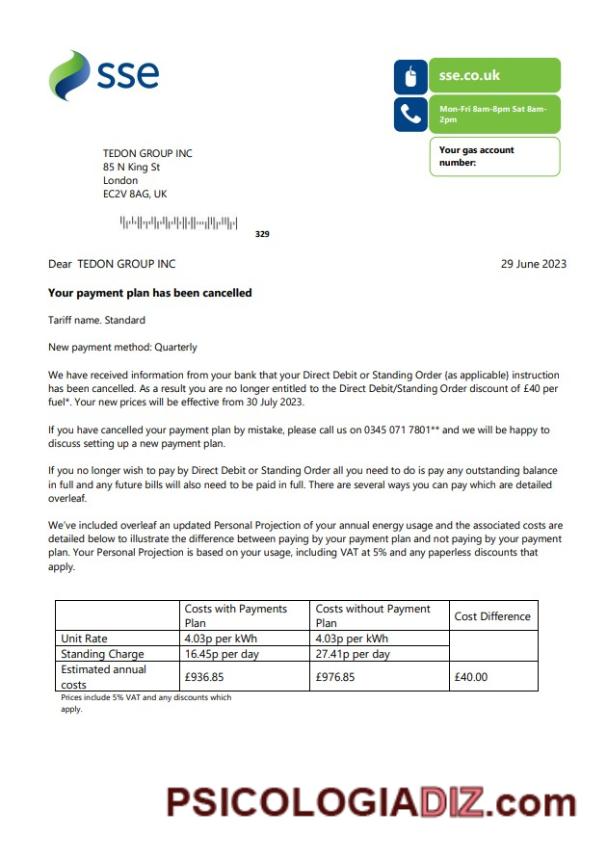 sse
sse.co.uk
Mon-Fri 8am-8pm Sat 8am-
2pm
Your gas account
number:
TEDON GROUP INC
85 N King St
London
EC2V 8AG, UK
329
Dear TEDON GROUP INC
29 June 2023
Your payment plan has been cancelled
Tariff name. Standard
New payment method: Quarterly
We have received information from your bank that your Direct Debit or Standing Order (as applicable) instruction
has been cancelled. As a result you are no longer entitled to the Direct Debit/Standing Order discount of £40 per
fuel*. Your new prices will be effective from 30 July 2023.
If you have cancelled your payment plan by mistake, please call us on 0345 071 7801** and we will be happy to
discuss setting up a new payment plan.
If you no longer wish to pay by Direct Debit or Standing Order all you need to do is pay any outstanding balance
in full and any future bills will also need to be paid in full. There are several ways you can pay which are detailed
overleaf.
We've included overleaf an updated Personal Projection of your annual energy usage and the associated costs are
detailed below to illustrate the difference between paying by your payment plan and not paying by your payment
plan. Your Personal Projection is based on your usage, including VAT at 5% and any paperless discounts that
apply.
Costs with Payments
Plan
Costs without Payment
Plan
Cost Difference
Unit Rate
4.03p per kWh
4.03p per kWh
Standing Charge
16.45p per day
27.41p per day
Estimated annual
costs
£936.85
£976.85
£40.00
Prices include 5% VAT and any discounts which
apply.
PSICOLOGIADIZ.com